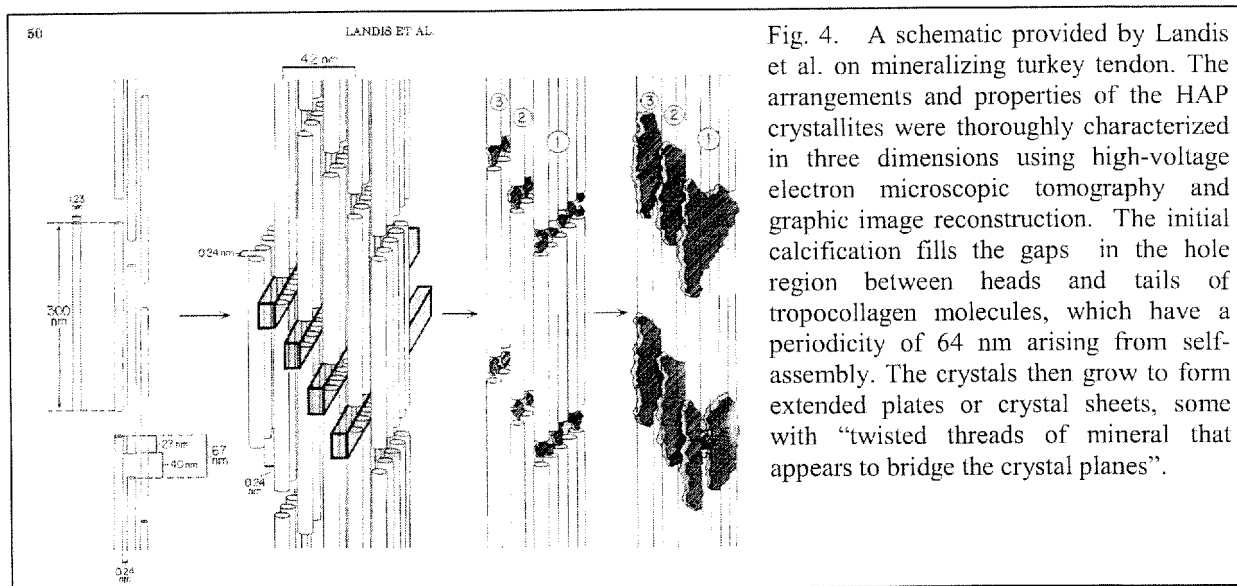 50
LANDIS ET AL.
42 nm
1.23
nm
0.24 nm
300
nm
27 nm
40 nm
67
nm
0.24
nm
0.24
nm
3
2
1
3
2
1
Fig. 4. A schematic provided by Landis
et al. on mineralizing turkey tendon. The
arrangements and properties of the HAP
crystallites were thoroughly characterized
in three dimensions using high-voltage
electron microscopic tomography and
graphic image reconstruction. The initial
calcification fills the gaps in the hole
region between heads and tails of
tropocollagen molecules, which have a
periodicity of 64 nm arising from self-
assembly. The crystals then grow to form
extended plates or crystal sheets, some
with “twisted threads of mineral that
appears to bridge the crystal planes”.